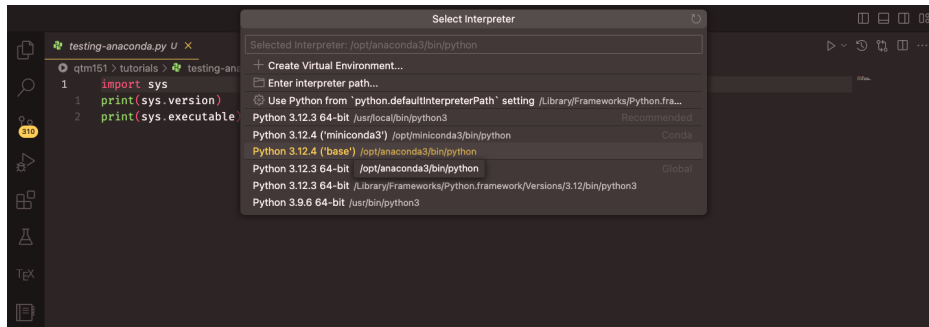 Select Interpreter
testing-anaconda.py U
Selected Interpreter: /opt/anaconda3/bin/python
qtm151 > tutorials > testing-ana
Create Virtual Environment...
1 import sys
Enter interpreter path...
1 print(sys.version)
Use Python from `python.defaultInterpreterPath` setting /Library/Frameworks/Python.fra...
2 print(sys.executable)
Python 3.12.3 64-bit /usr/local/bin/python3 Recommended
310
Python 3.12.4 ('miniconda3') /opt/miniconda3/bin/python Conda
Python 3.12.4 ('base') /opt/anaconda3/bin/python
Python 3.12.3 64-bit /opt/anaconda3/bin/python Global
Python 3.12.3 64-bit /Library/Frameworks/Python.framework/Versions/3.12/bin/python3
Python 3.9.6 64-bit /usr/bin/python3
TEX